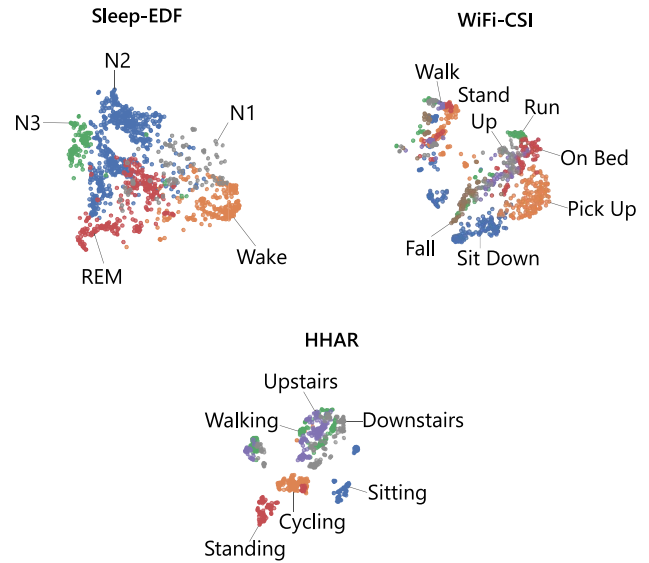 Sleep-EDF
N2
N3
N1
Wake
REM
WiFi-CSI
Walk
Stand
Up
Run
On Bed
Pick Up
Fall
Sit Down
HHAR
Upstairs
Walking
Downstairs
Sitting
Cycling
Standing